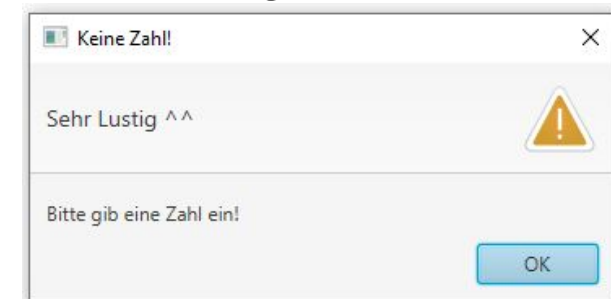 Keine Zahl!
Sehr Lustig ^^
Bitte gib eine Zahl ein!
OK